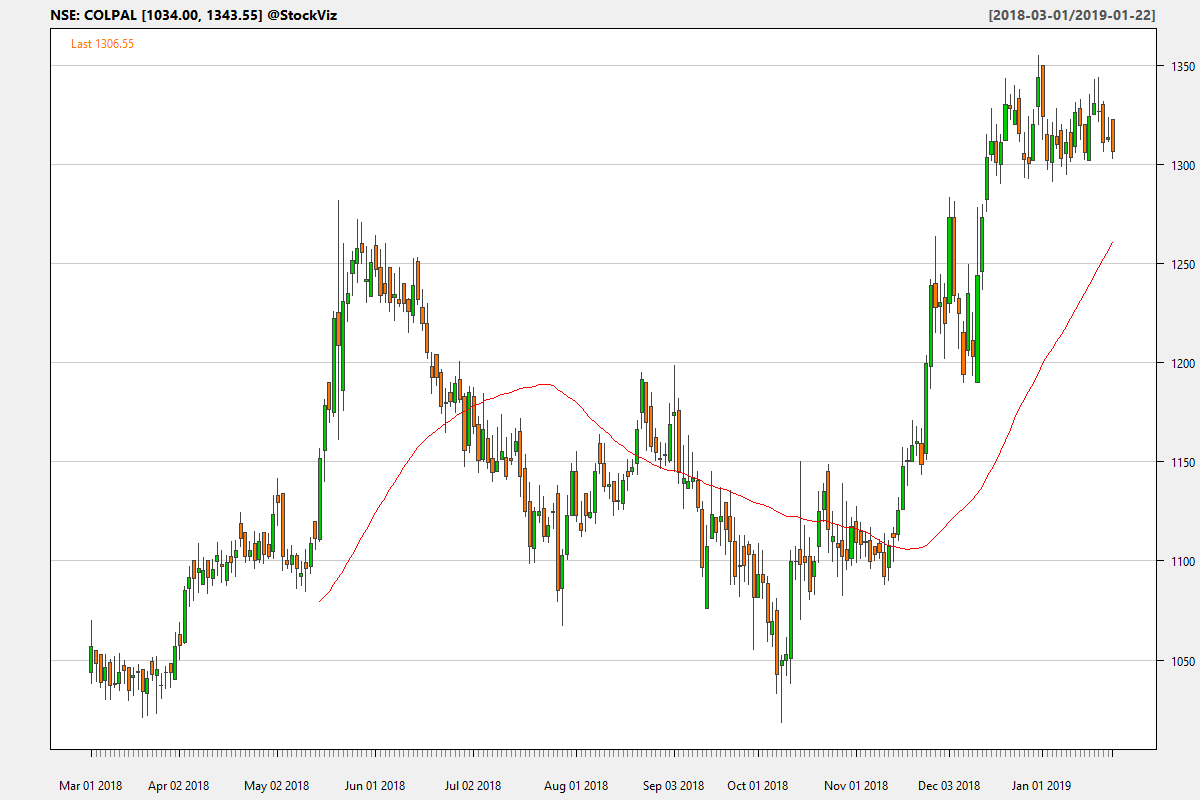 NSE: COLPAL [1034.00, 1343.55] @StockViz
[2018-03-01/2019-01-22]
Last 1306.55
1350
1300
1250
1200
1150
1100
1050
Mar 01 2018 Apr 02 2018 May 02 2018 Jun 01 2018 Jul 02 2018 Aug 01 2018 Sep 03 2018 Oct 01 2018 Nov 01 2018 Dec 03 2018 Jan 01 2019